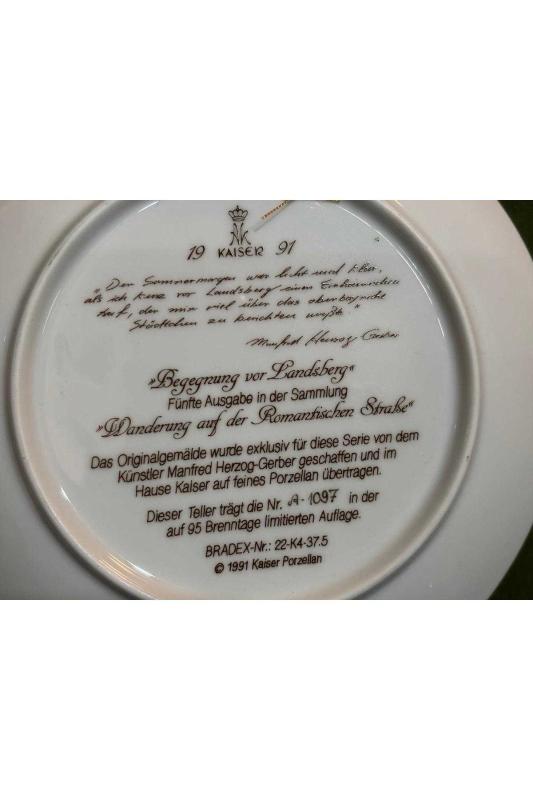 19 KAISER 91
"Der Sommermorgen war licht und klar,
als ich kurz vor Landsberg einen Einheimischen
traf, der mir viel über das oberbayrische
Städtchen zu berichten wußte."
Manfred Herzog Gerber
»Begegnung vor Landsberg«
Fünfte Ausgabe in der Sammlung
»Wanderung auf der Romantischen Straße«
Das Originalgemälde wurde exklusiv für diese Serie von dem
Künstler Manfred Herzog-Gerber geschaffen und im
Hause Kaiser auf feines Porzellan übertragen.
Dieser Teller trägt die Nr. A-1097 in der
auf 95 Brenntage limitierten Auflage.
BRADEX-Nr.: 22-K4-37.5
© 1991 Kaiser Porzellan